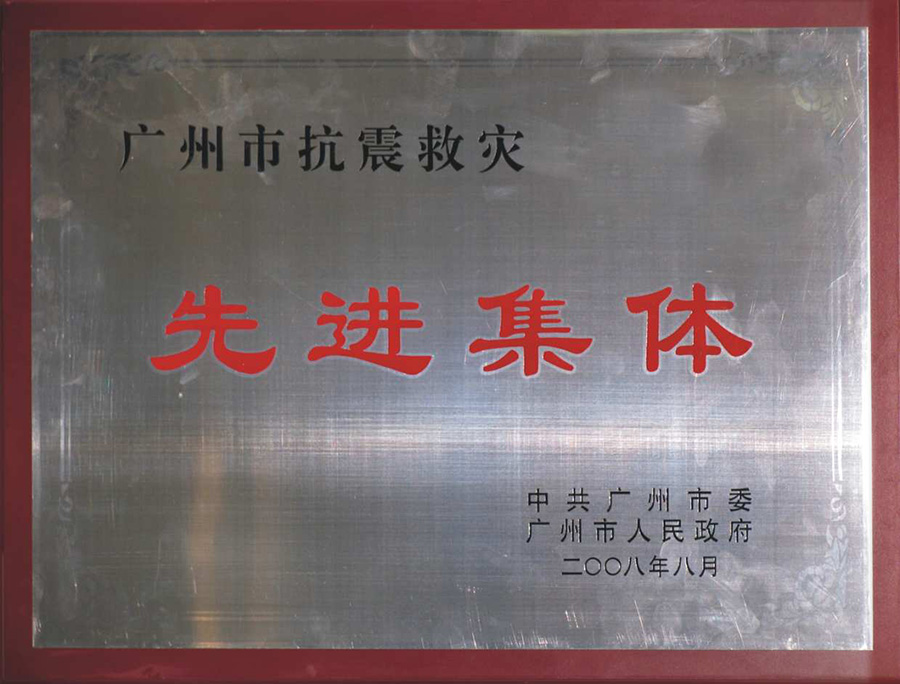 广州市抗震救灾
先进集体
中共广州市委
广州市人民政府
二〇〇八年八月